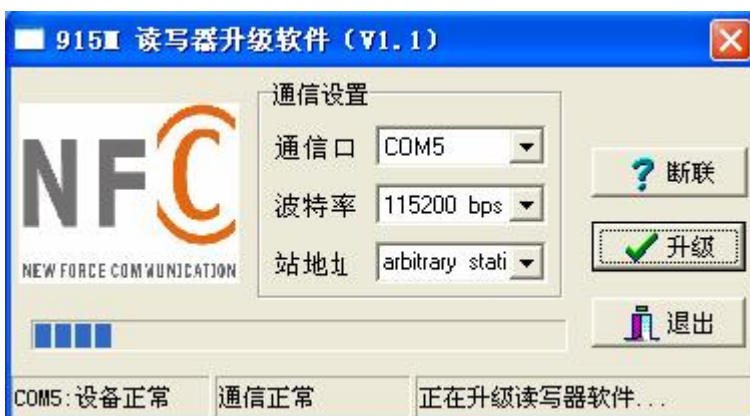 915M 读写器升级软件（V1.1）
通信设置
通信口 COM5
波特率 115200 bps
站地址 arbitrary stati
断联
升级
退出
NFC
NEW FORCE COMMUNICATION
COM5:设备正常 通信正常 正在升级读写器软件...